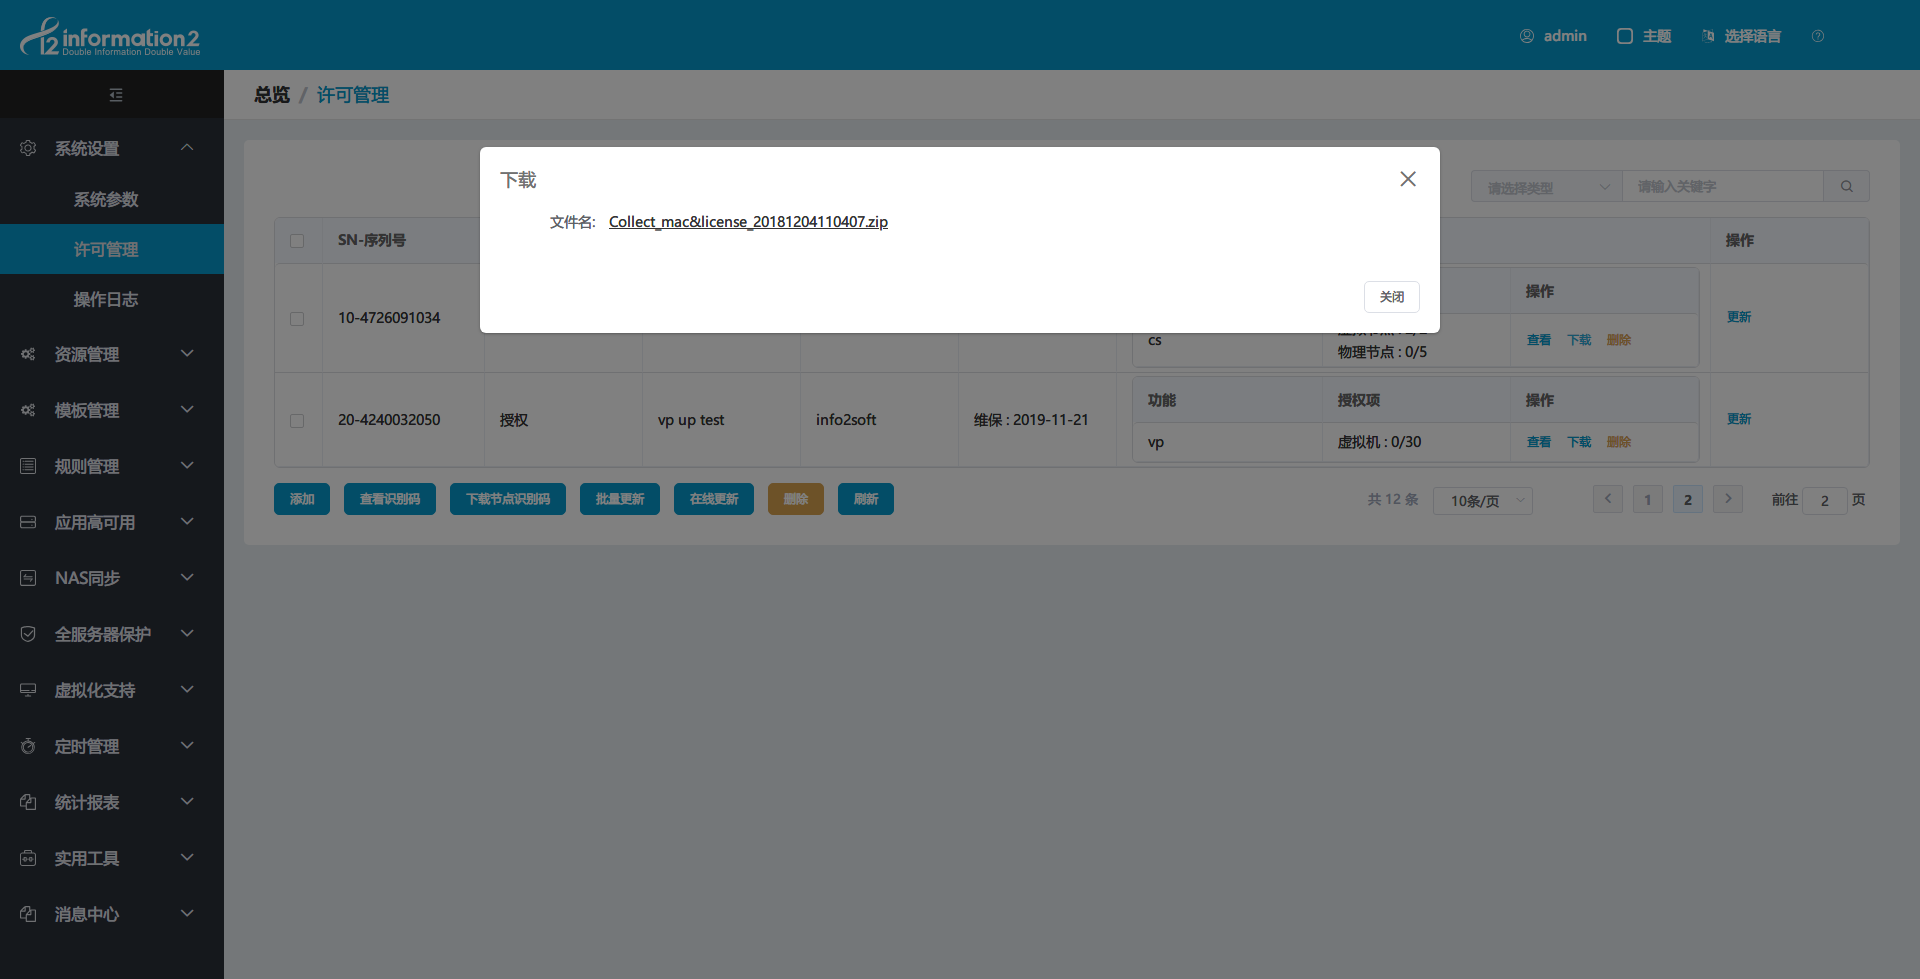 information2
Double Information Double Value
admin
主题
选择语言
总览 / 许可管理
系统设置
系统参数
许可管理
操作日志
资源管理
模板管理
规则管理
应用高可用
NAS同步
全服务器保护
虚拟化支持
定时管理
统计报表
实用工具
消息中心
下载
文件名: Collect_mac&license_20181204110407.zip
关闭
请选择类型
请输入关键字
SN-序列号
操作
10-4726091034
操作
cs
物理节点 : 0/5
查看 下载 删除
更新
20-4240032050
授权
vp up test
info2soft
维保 : 2019-11-21
功能 授权项 操作
vp 虚拟机 : 0/30 查看 下载 删除
更新
添加 查看识别码 下载节点识别码 批量更新 在线更新 删除 刷新
共 12 条 10条/页 1 2 前往 2 页